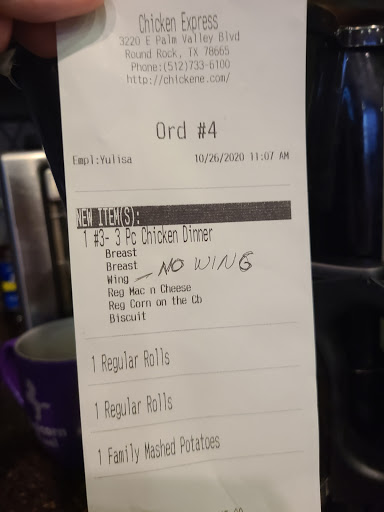 Chicken Express
3220 E Palm Valley Blvd
Round Rock, TX 78665
Phone:(512)733-6100
http://chickene.com/
Ord #4
Empl:Yulisa 10/26/2020 11:07 AM
NEW ITEM(S):
1 #3- 3 Pc Chicken Dinner
Breast
Breast
Wing - NO WING
Reg Mac n Cheese
Reg Corn on the Cb
Biscuit
1 Regular Rolls
1 Regular Rolls
1 Family Mashed Potatoes